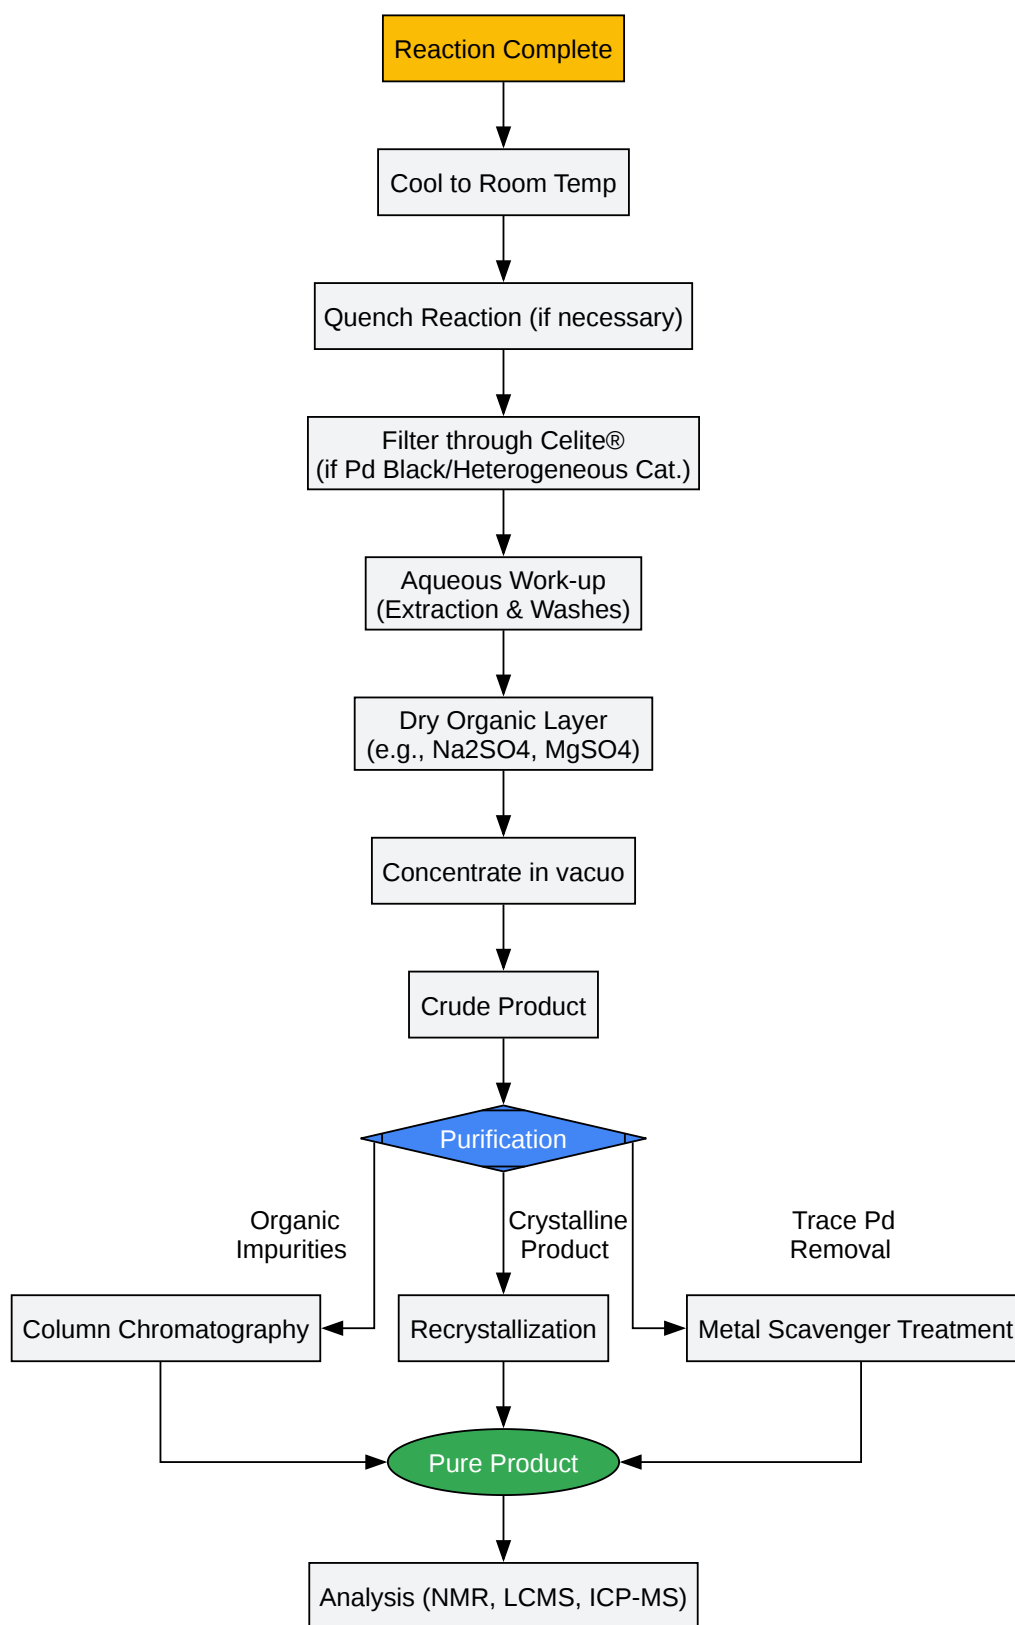 Reaction Complete
Cool to Room Temp
Quench Reaction (if necessary)
Filter through Celite®
(if Pd Black/Heterogeneous Cat.)
Aqueous Work-up
(Extraction & Washes)
Dry Organic Layer
(e.g., Na2SO4, MgSO4)
Concentrate in vacuo
Crude Product
Purification
Organic
Impurities
Crystalline
Product
Trace Pd
Removal
Column Chromatography
Recrystallization
Metal Scavenger Treatment
Pure Product
Analysis (NMR, LCMS, ICP-MS)